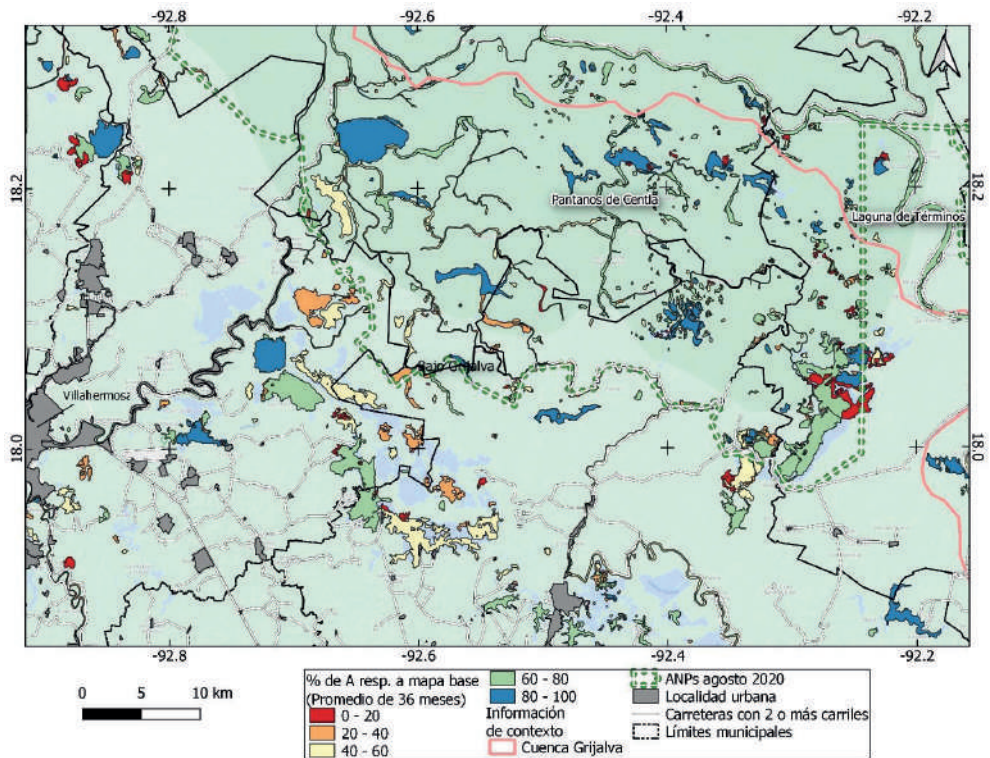 -92.8 -92.6 -92.4 -92.2
18.2 18.2
Pantanos de Centla
Laguna de Términos
Bajo Grijalva
Villahermosa
18.0 18.0
-92.8 -92.6 -92.4 -92.2
0 5 10 km
% de A resp. a mapa base
(Promedio de 36 meses)
0 - 20
20 - 40
40 - 60
60 - 80
80 - 100
Información
de contexto
Cuenca Grijalva
ANPs agosto 2020
Localidad urbana
Carreteras con 2 o más carriles
Límites municipales